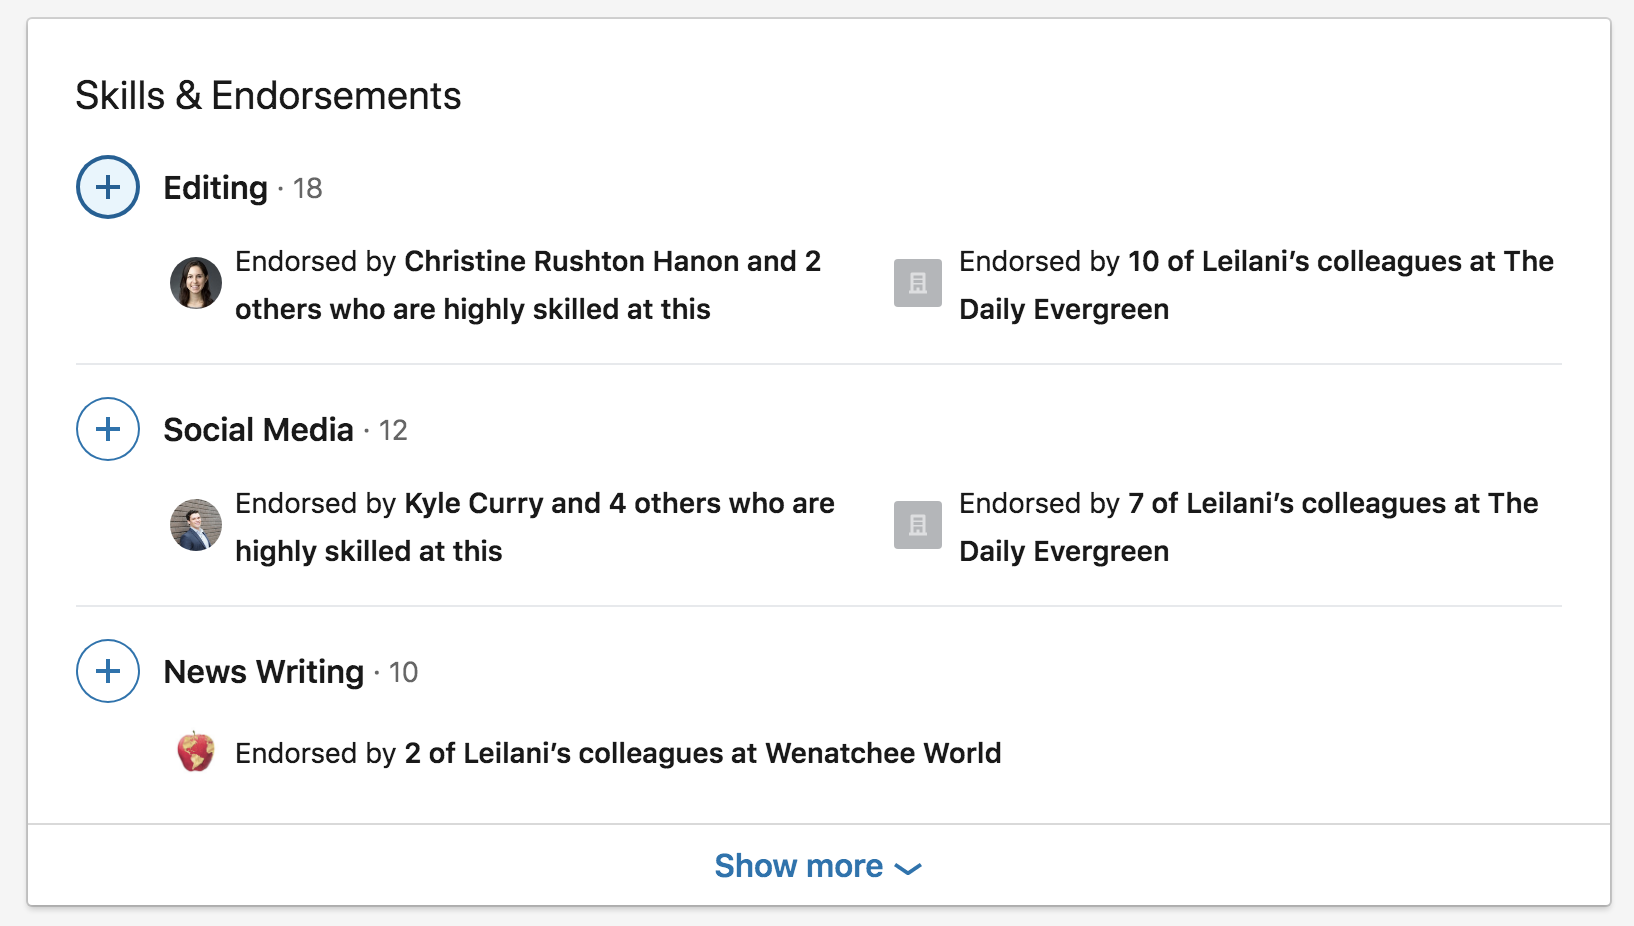 Skills & Endorsements
Editing · 18
Endorsed by Christine Rushton Hanon and 2
others who are highly skilled at this
Endorsed by 10 of Leilani’s colleagues at The
Daily Evergreen
Social Media · 12
Endorsed by Kyle Curry and 4 others who are
highly skilled at this
Endorsed by 7 of Leilani’s colleagues at The
Daily Evergreen
News Writing · 10
Endorsed by 2 of Leilani’s colleagues at Wenatchee World
Show more